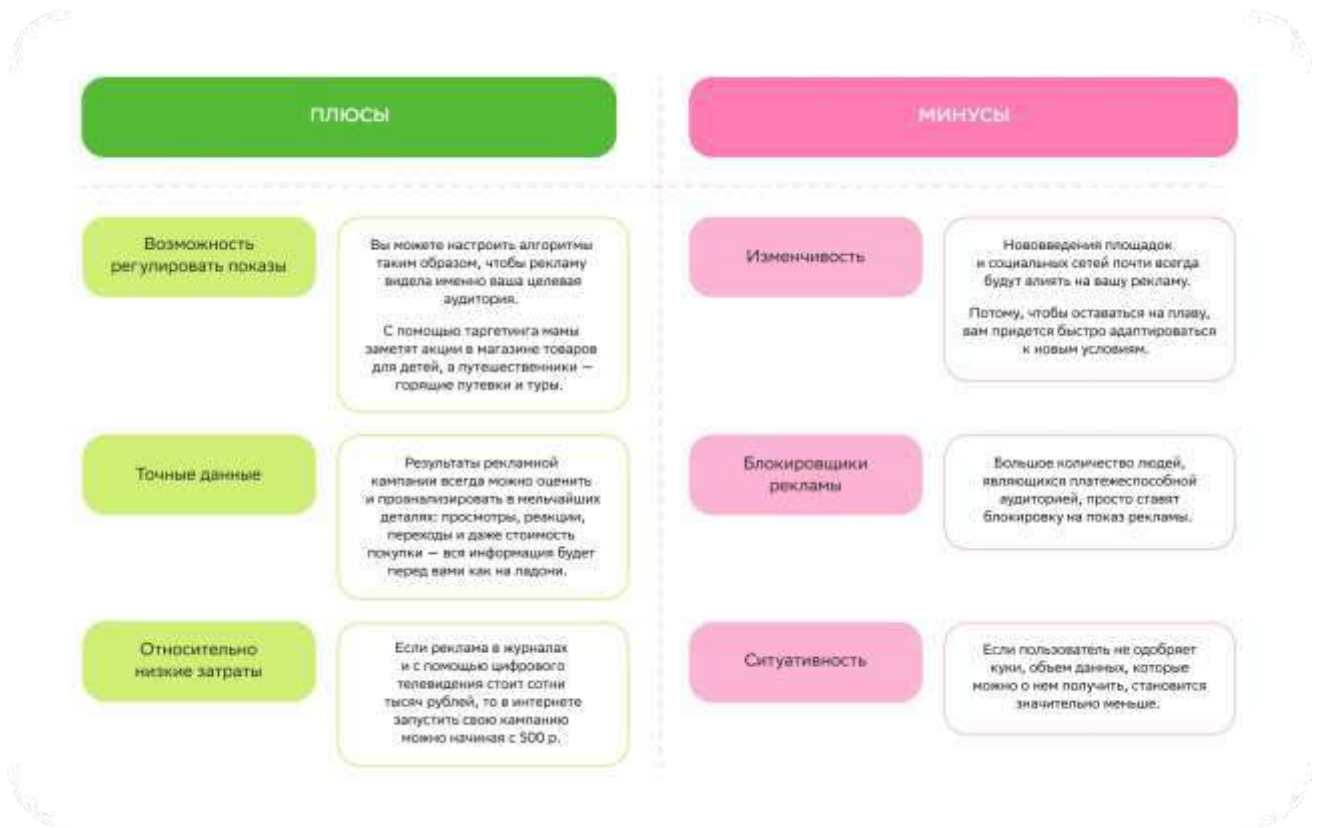 ПЛЮСЫ
МИНУСЫ
Возможность
регулировать показы
Вы можете настроить алгоритмы
таким образом, чтобы рекламу
видела именно ваша целевая
аудитория.
С помощью таргетинга мамы
заметят акции в магазине товаров
для детей, а путешественники —
горящие путевки и туры.
Изменчивость
Нововведения площадок
и социальных сетей почти всегда
будут влиять на вашу рекламу.
Потому, чтобы оставаться на плаву,
вам придется быстро адаптироваться
к новым условиям.
Точные данные
Результаты рекламной
кампании всегда можно оценить
и проанализировать в мельчайших
деталях: просмотры, реакции,
переходы и даже стоимость
покупки — вся информация будет
перед вами как на ладони.
Блокировщики
рекламы
Большое количество людей,
являющихся платежеспособной
аудиторией, просто ставят
блокировку на показ рекламы.
Относительно
низкие затраты
Если реклама в журналах
и с помощью цифрового
телевидения стоит сотни
тысяч рублей, то в интернете
запустить свою кампанию
можно начиная с 500 р.
Ситуативность
Если пользователь не одобряет
куки, объем данных, которые
можно о нем получить, становится
значительно меньше.